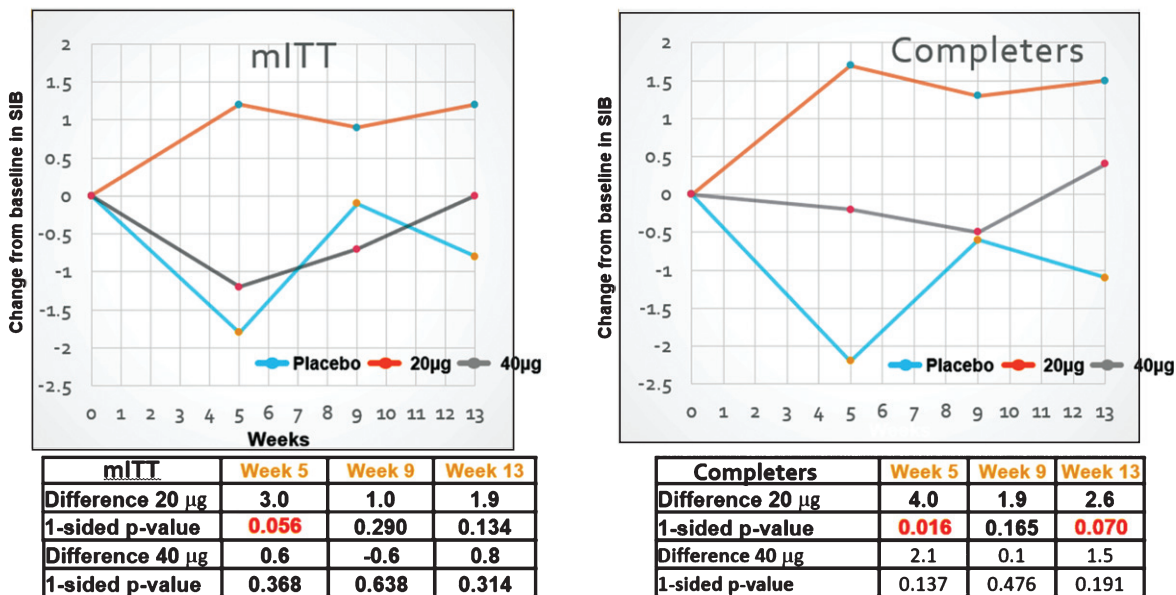 mITT
Change from baseline in SIB
2
1.5
1
0.5
0
-0.5
-1
-1.5
-2
-2.5
Placebo 20µg 40µg
0 1 2 3 4 5 6 7 8 9 10 11 12 13
Weeks
Completers
Change from baseline in SIB
2
1.5
1
0.5
0
-0.5
-1
-1.5
-2
-2.5
Placebo 20µg 40µg
0 1 2 3 4 5 6 7 8 9 10 11 12 13
mITT Week 5 Week 9 Week 13
Difference 20 µg 3.0 1.0 1.9
1-sided p-value 0.056 0.290 0.134
Difference 40 µg 0.6 -0.6 0.8
1-sided p-value 0.368 0.638 0.314
Completers Week 5 Week 9 Week 13
Difference 20 µg 4.0 1.9 2.6
1-sided p-value 0.016 0.165 0.070
Difference 40 µg 2.1 0.1 1.5
1-sided p-value 0.137 0.476 0.191